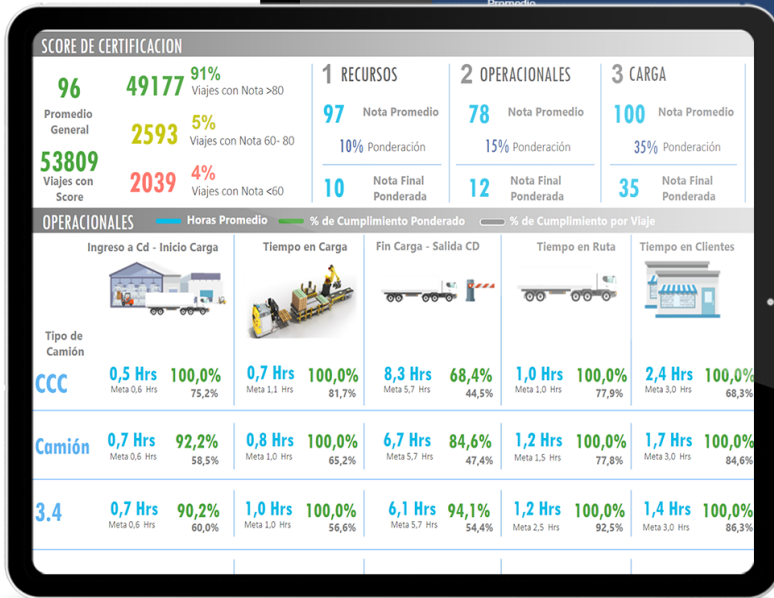 Promedio
SCORE DE CERTIFICACION
96
Promedio
General
53809
Viajes con
Score
49177 91%
Viajes con Nota >80
2593 5%
Viajes con Nota 60- 80
2039 4%
Viajes con Nota <60
1 RECURSOS
97 Nota Promedio
10% Ponderación
10 Nota Final
Ponderada
2 OPERACIONALES
78 Nota Promedio
15% Ponderación
12 Nota Final
Ponderada
3 CARGA
100 Nota Promedio
35% Ponderación
35 Nota Final
Ponderada
OPERACIONALES Horas Promedio % de Cumplimiento Ponderado % de Cumplimiento por Viaje
Ingreso a Cd - Inicio Carga Tiempo en Carga Fin Carga - Salida CD Tiempo en Ruta Tiempo en Clientes
Tipo de
Camión
CCC 0,5 Hrs 100,0% 0,7 Hrs 100,0% 8,3 Hrs 68,4% 1,0 Hrs 100,0% 2,4 Hrs 100,0%
Meta 0,6 Hrs 75,2% Meta 1,1 Hrs 81,7% Meta 5,7 Hrs 44,5% Meta 1,0 Hrs 77,9% Meta 3,0 Hrs 68,3%
Camión 0,7 Hrs 92,2% 0,8 Hrs 100,0% 6,7 Hrs 84,6% 1,2 Hrs 100,0% 1,7 Hrs 100,0%
Meta 0,6 Hrs 58,5% Meta 1,0 Hrs 65,2% Meta 5,7 Hrs 47,4% Meta 1,5 Hrs 77,8% Meta 3,0 Hrs 84,6%
3.4 0,7 Hrs 90,2% 1,0 Hrs 100,0% 6,1 Hrs 94,1% 1,2 Hrs 100,0% 1,4 Hrs 100,0%
Meta 0,6 Hrs 60,0% Meta 1,0 Hrs 56,6% Meta 5,7 Hrs 54,4% Meta 2,5 Hrs 92,5% Meta 3,0 Hrs 86,3%